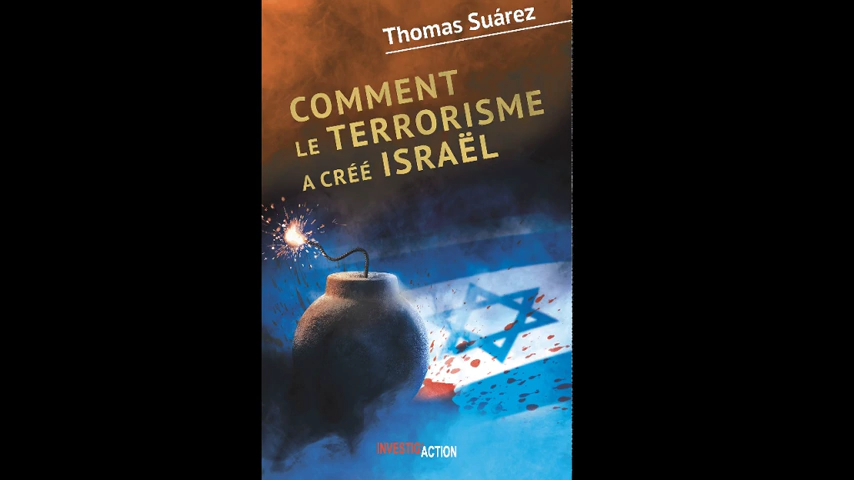 Thomas Suárez
COMMENT
LE TERRORISME
A CRÉÉ ISRAËL
INVESTIG'ACTION